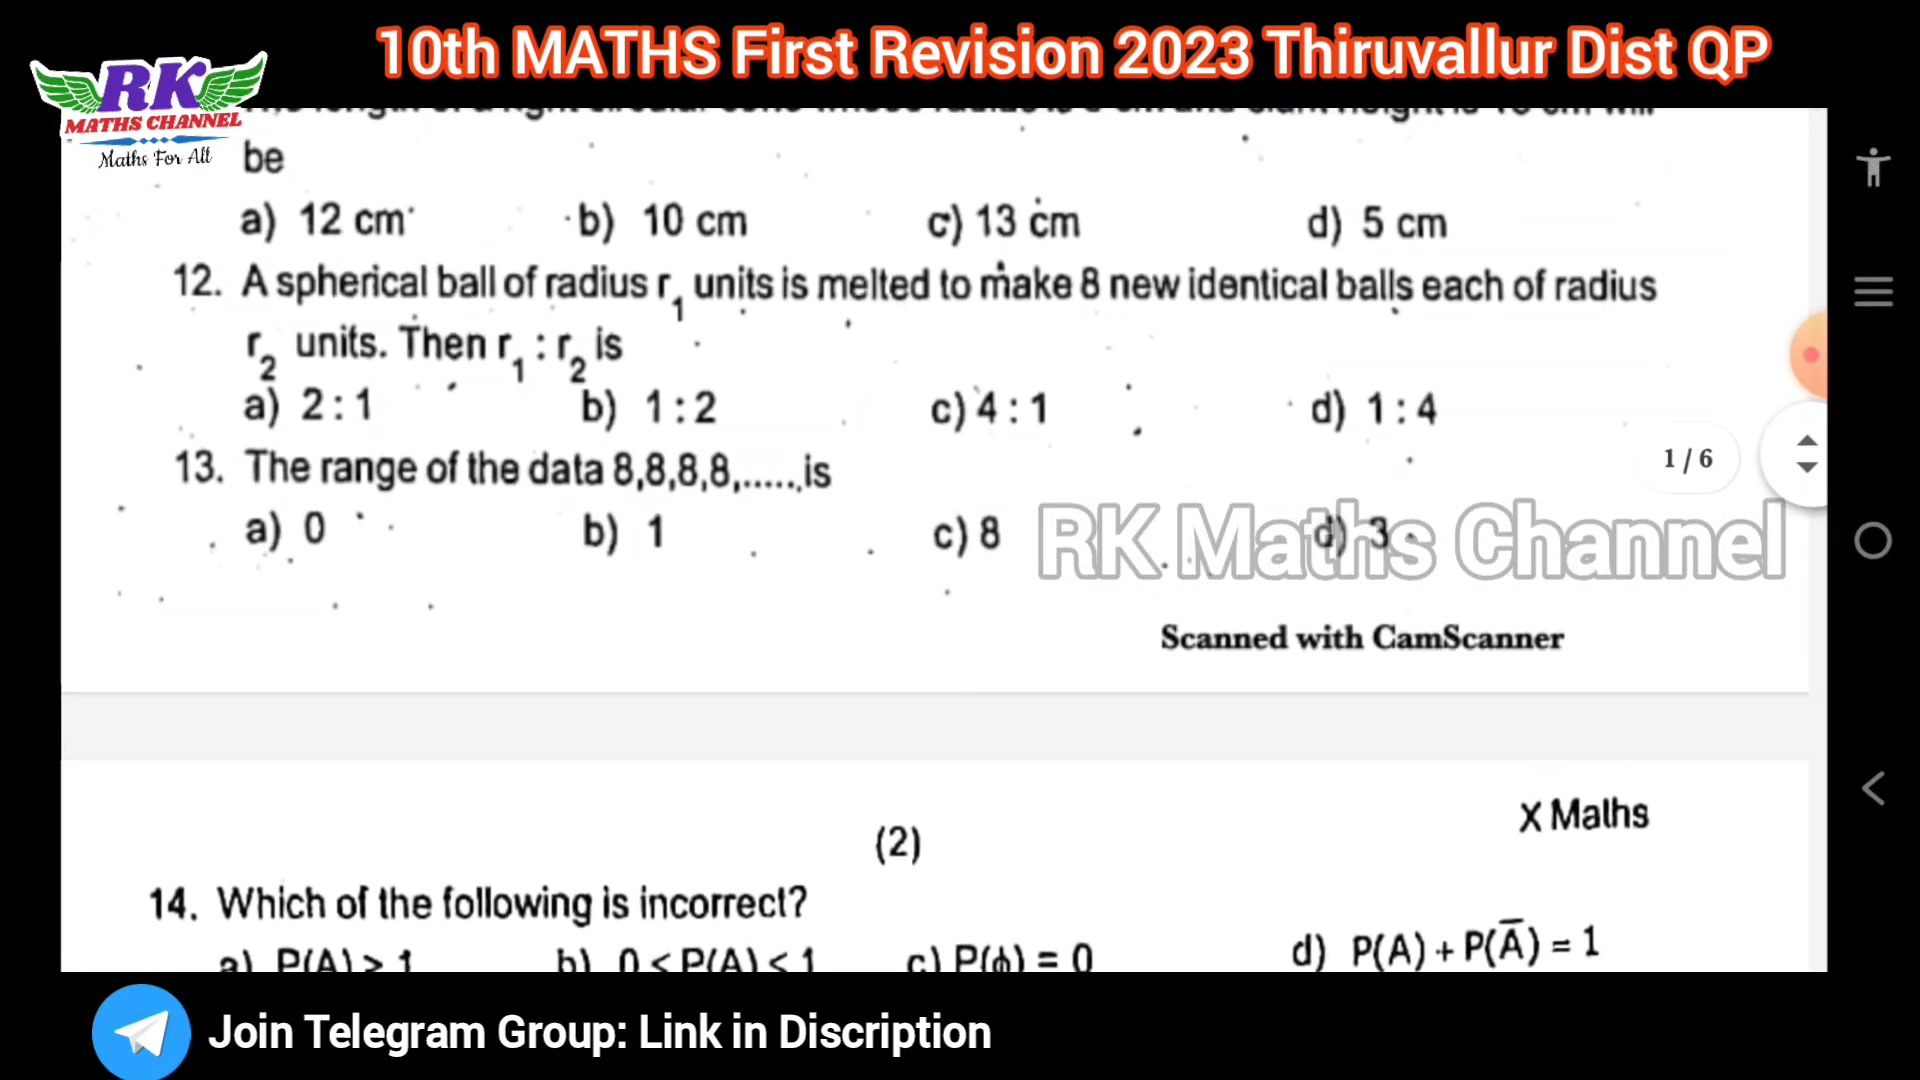 10th MATHS First Revision 2023 Thiruvallur Dist QP
RK
MATHS CHANNEL
Maths For All
be
a) 12 cm b) 10 cm c) 13 cm d) 5 cm
12. A spherical ball of radius r₁ units is melted to make 8 new identical balls each of radius
r₂ units. Then r₁ : r₂ is
a) 2 : 1 b) 1 : 2 c) 4 : 1 d) 1 : 4
1 / 6
13. The range of the data 8,8,8,8,..... is
a) 0 b) 1 c) 8 d) 3
RK Maths Channel
Scanned with CamScanner
X Maths
(2)
14. Which of the following is incorrect?
a) P(A) > 1 b) 0 < P(A) < 1 c) P(ϕ) = 0 d) P(A) + P(A̅) = 1
Join Telegram Group: Link in Discription